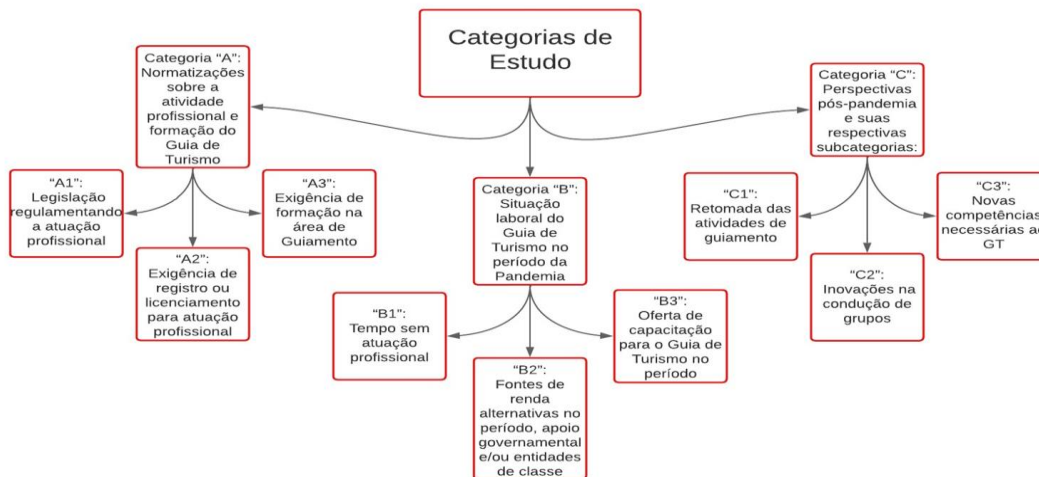 Categorias de
Estudo
Categoria "A":
Normatizações
sobre a
atividade
profissional e
formação do
Guia de
Turismo
"A1":
Legislação
regulamentando
a atuação
profissional
"A2":
Exigência de
registro ou
licenciamento
para atuação
profissional
"A3":
Exigência de
formação na
área de
Guiamento
Categoria "B":
Situação
laboral do
Guia de
Turismo no
período da
Pandemia
"B1":
Tempo sem
atuação
profissional
"B2":
Fontes de
renda
alternativas no
período, apoio
governamental
e/ou entidades
de classe
"B3":
Oferta de
capacitação
para o Guia de
Turismo no
período
Categoria "C":
Perspectivas
pós-pandemia
e suas
respectivas
subcategorias:
"C1":
Retomada das
atividades de
guiamento
"C2":
Inovações na
condução de
grupos
"C3":
Novas
competências
necessárias ao
GT